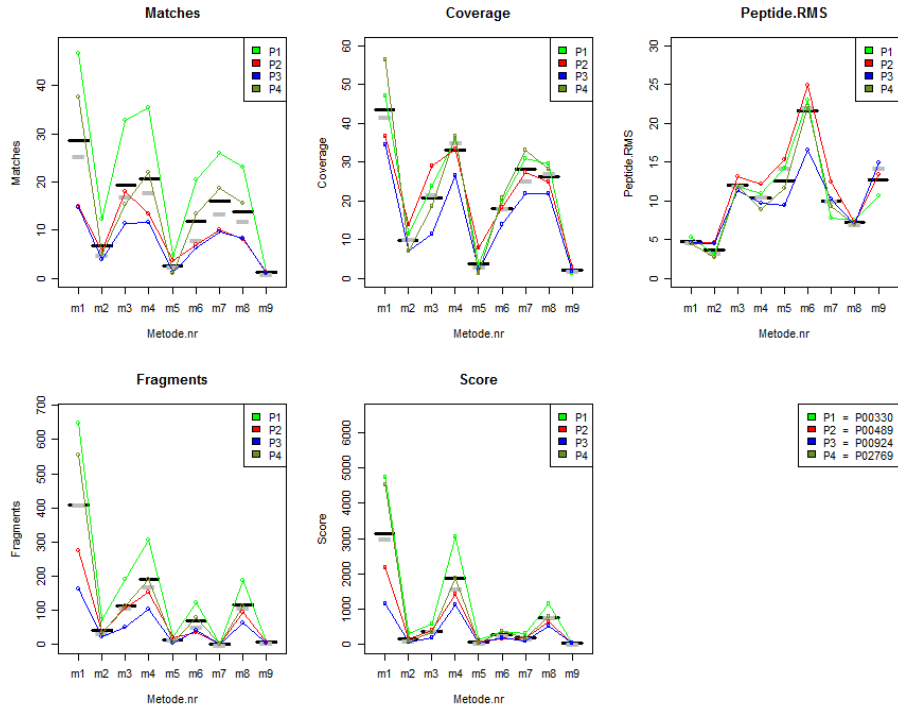 Matches
Coverage
Peptide.RMS
Matches
0
10
20
30
40
P1
P2
P3
P4
m1 m2 m3 m4 m5 m6 m7 m8 m9
Metode.nr
Coverage
0
10
20
30
40
50
60
P1
P2
P3
P4
m1 m2 m3 m4 m5 m6 m7 m8 m9
Metode.nr
Peptide.RMS
0
5
10
15
20
25
30
P1
P2
P3
P4
m1 m2 m3 m4 m5 m6 m7 m8 m9
Metode.nr
Fragments
Score
Fragments
0
100
200
300
400
500
600
700
P1
P2
P3
P4
m1 m2 m3 m4 m5 m6 m7 m8 m9
Metode.nr
Score
0
1000
2000
3000
4000
5000
6000
P1
P2
P3
P4
m1 m2 m3 m4 m5 m6 m7 m8 m9
Metode.nr
P1 = P00330
P2 = P00489
P3 = P00924
P4 = P02769